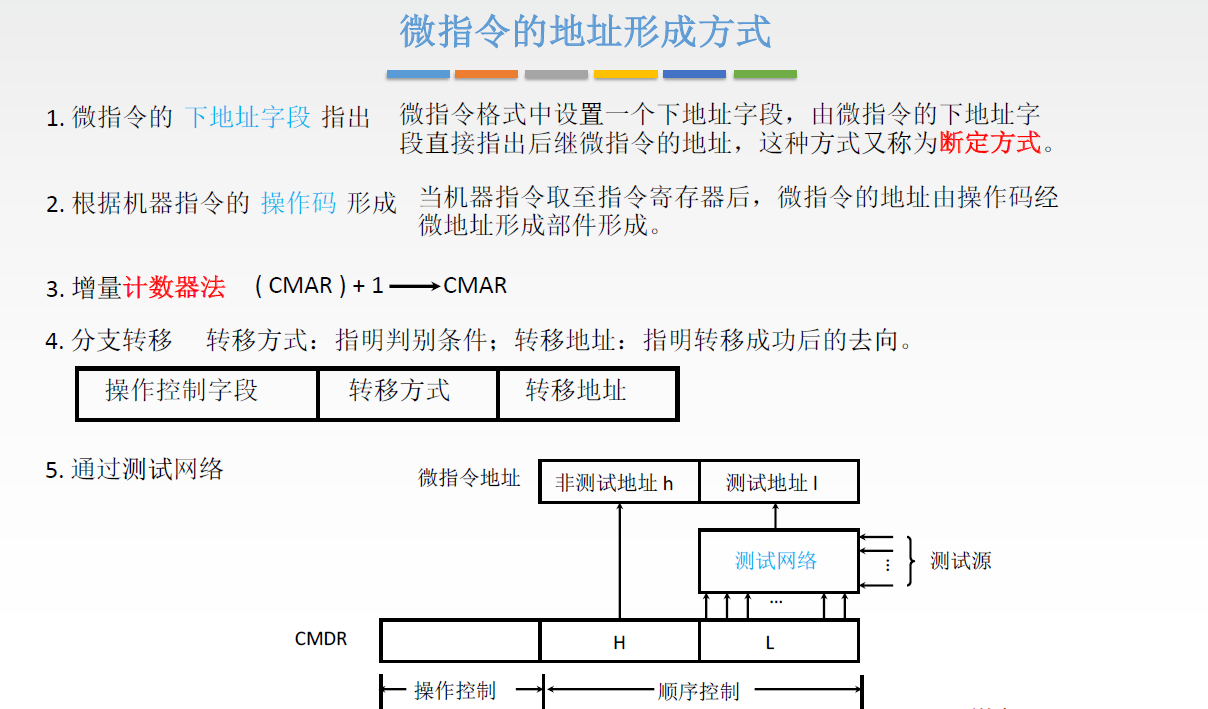 微指令的地址形成方式
1. 微指令的 下地址字段 指出
微指令格式中设置一个下地址字段，由微指令的下地址字
段直接指出后继微指令的地址，这种方式又称为断定方式。
2. 根据机器指令的 操作码 形成
当机器指令取至指令寄存器后，微指令的地址由操作码经
微地址形成部件形成。
3. 增量计数器法 ( CMAR ) + 1 → CMAR
4. 分支转移 转移方式：指明判别条件；转移地址：指明转移成功后的去向。
操作控制字段 转移方式 转移地址
5. 通过测试网络
微指令地址 非测试地址 h 测试地址 l
测试网络 测试源
…
CMDR H L
操作控制 顺序控制